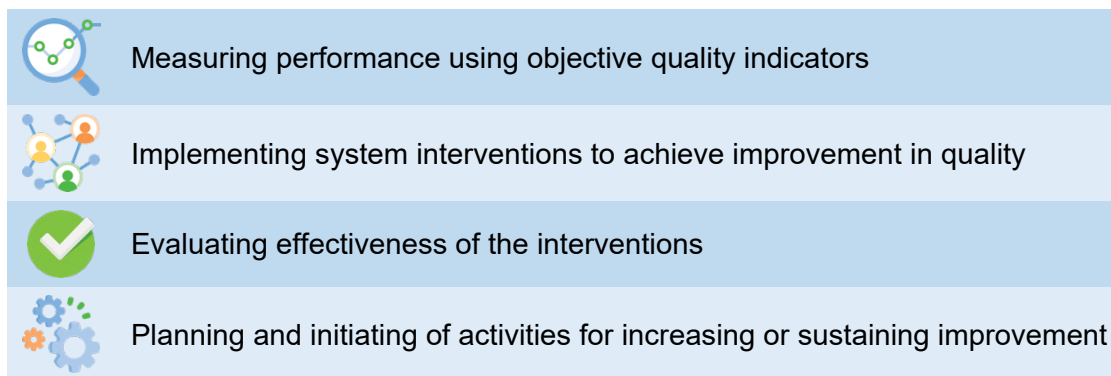 Measuring performance using objective quality indicators
Implementing system interventions to achieve improvement in quality
Evaluating effectiveness of the interventions
Planning and initiating of activities for increasing or sustaining improvement